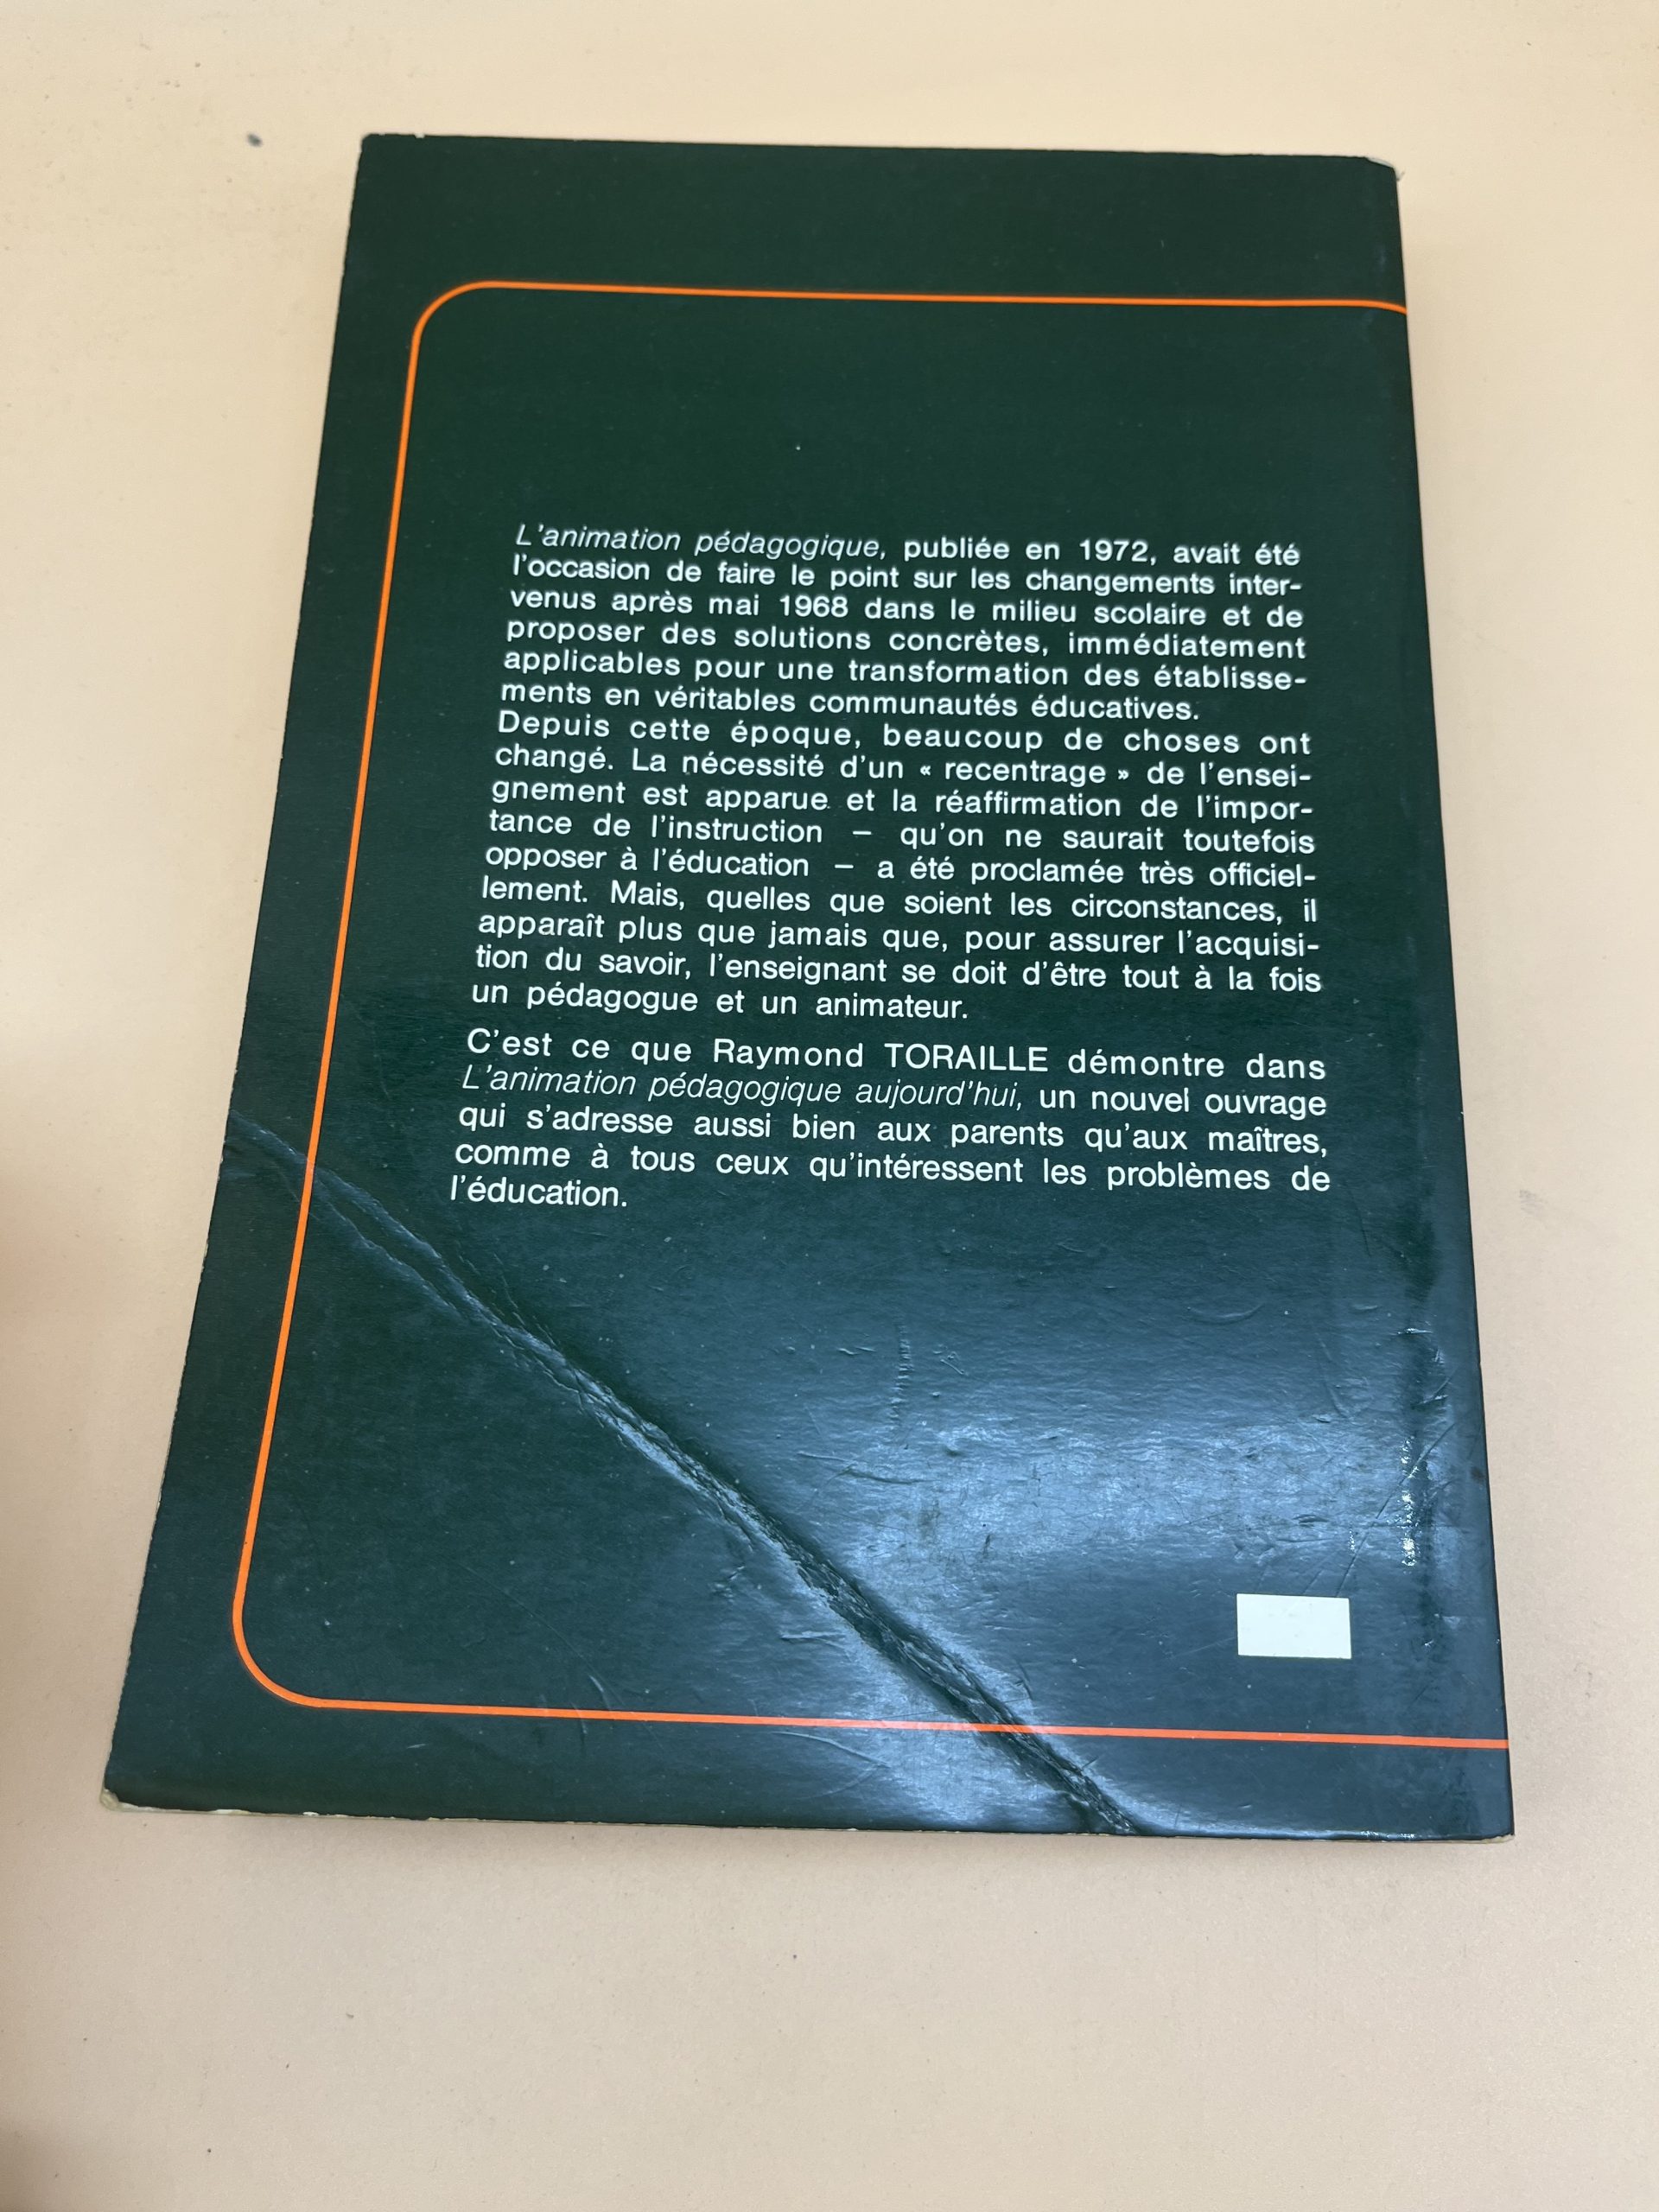 L'animation pédagogique, publiée en 1972, avait été
l'occasion de faire le point sur les changements inter-
venus après mai 1968 dans le milieu scolaire et de
proposer des solutions concrètes, immédiatement
applicables pour une transformation des établisse-
ments en véritables communautés éducatives.
Depuis cette époque, beaucoup de choses ont
changé. La nécessité d'un « recentrage » de l'ensei-
gnement est apparue et la réaffirmation de l'impor-
tance de l'instruction – qu'on ne saurait toutefois
opposer à l'éducation – a été proclamée très officiel-
lement. Mais, quelles que soient les circonstances, il
apparaît plus que jamais que, pour assurer l'acquisi-
tion du savoir, l'enseignant se doit d'être tout à la fois
un pédagogue et un animateur.
C'est ce que Raymond TORAILLE démontre dans
L'animation pédagogique aujourd'hui, un nouvel ouvrage
qui s'adresse aussi bien aux parents qu'aux maîtres,
comme à tous ceux qu'intéressent les problèmes de
l'éducation.